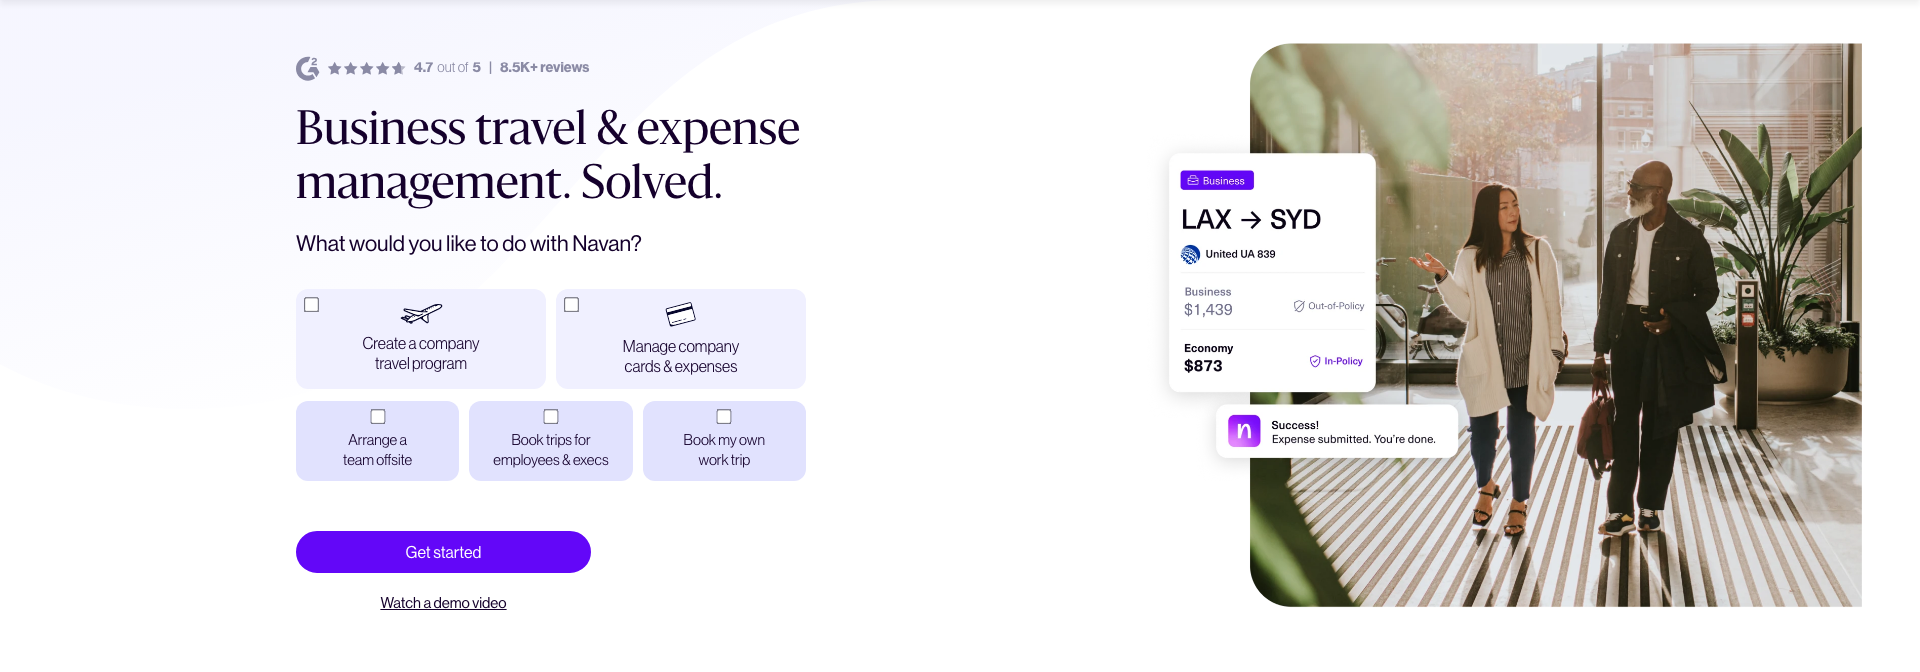 4.7 out of 5 | 8.5K+ reviews
Business travel & expense
management. Solved.
What would you like to do with Navan?
Create a company
travel program
Manage company
cards & expenses
Arrange a
team offsite
Book trips for
employees & execs
Book my own
work trip
Get started
Watch a demo video
Business
LAX → SYD
United UA 839
Business
$1,439
Out-of-Policy
Economy
$873
In-Policy
n
Success!
Expense submitted. You're done.